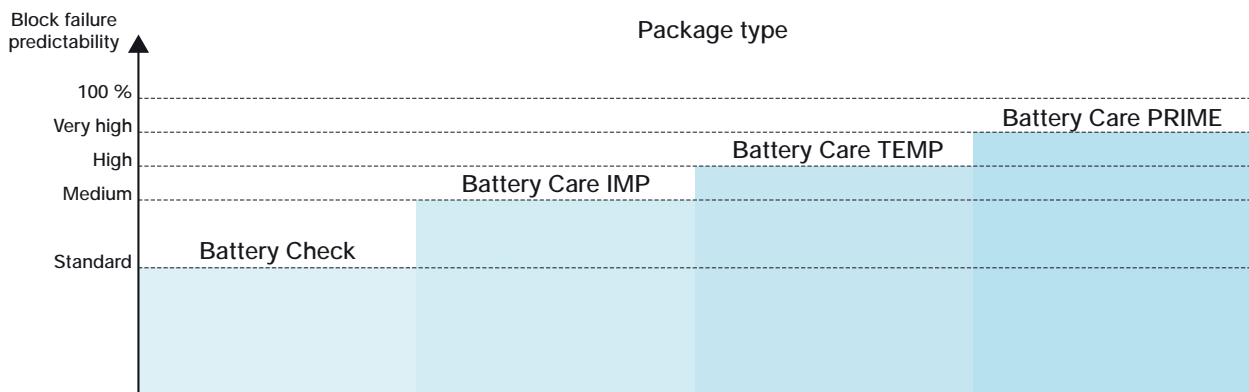 Block failure
predictability
Package type
100 %
Very high
Battery Care PRIME
High
Battery Care TEMP
Medium
Battery Care IMP
Standard
Battery Check